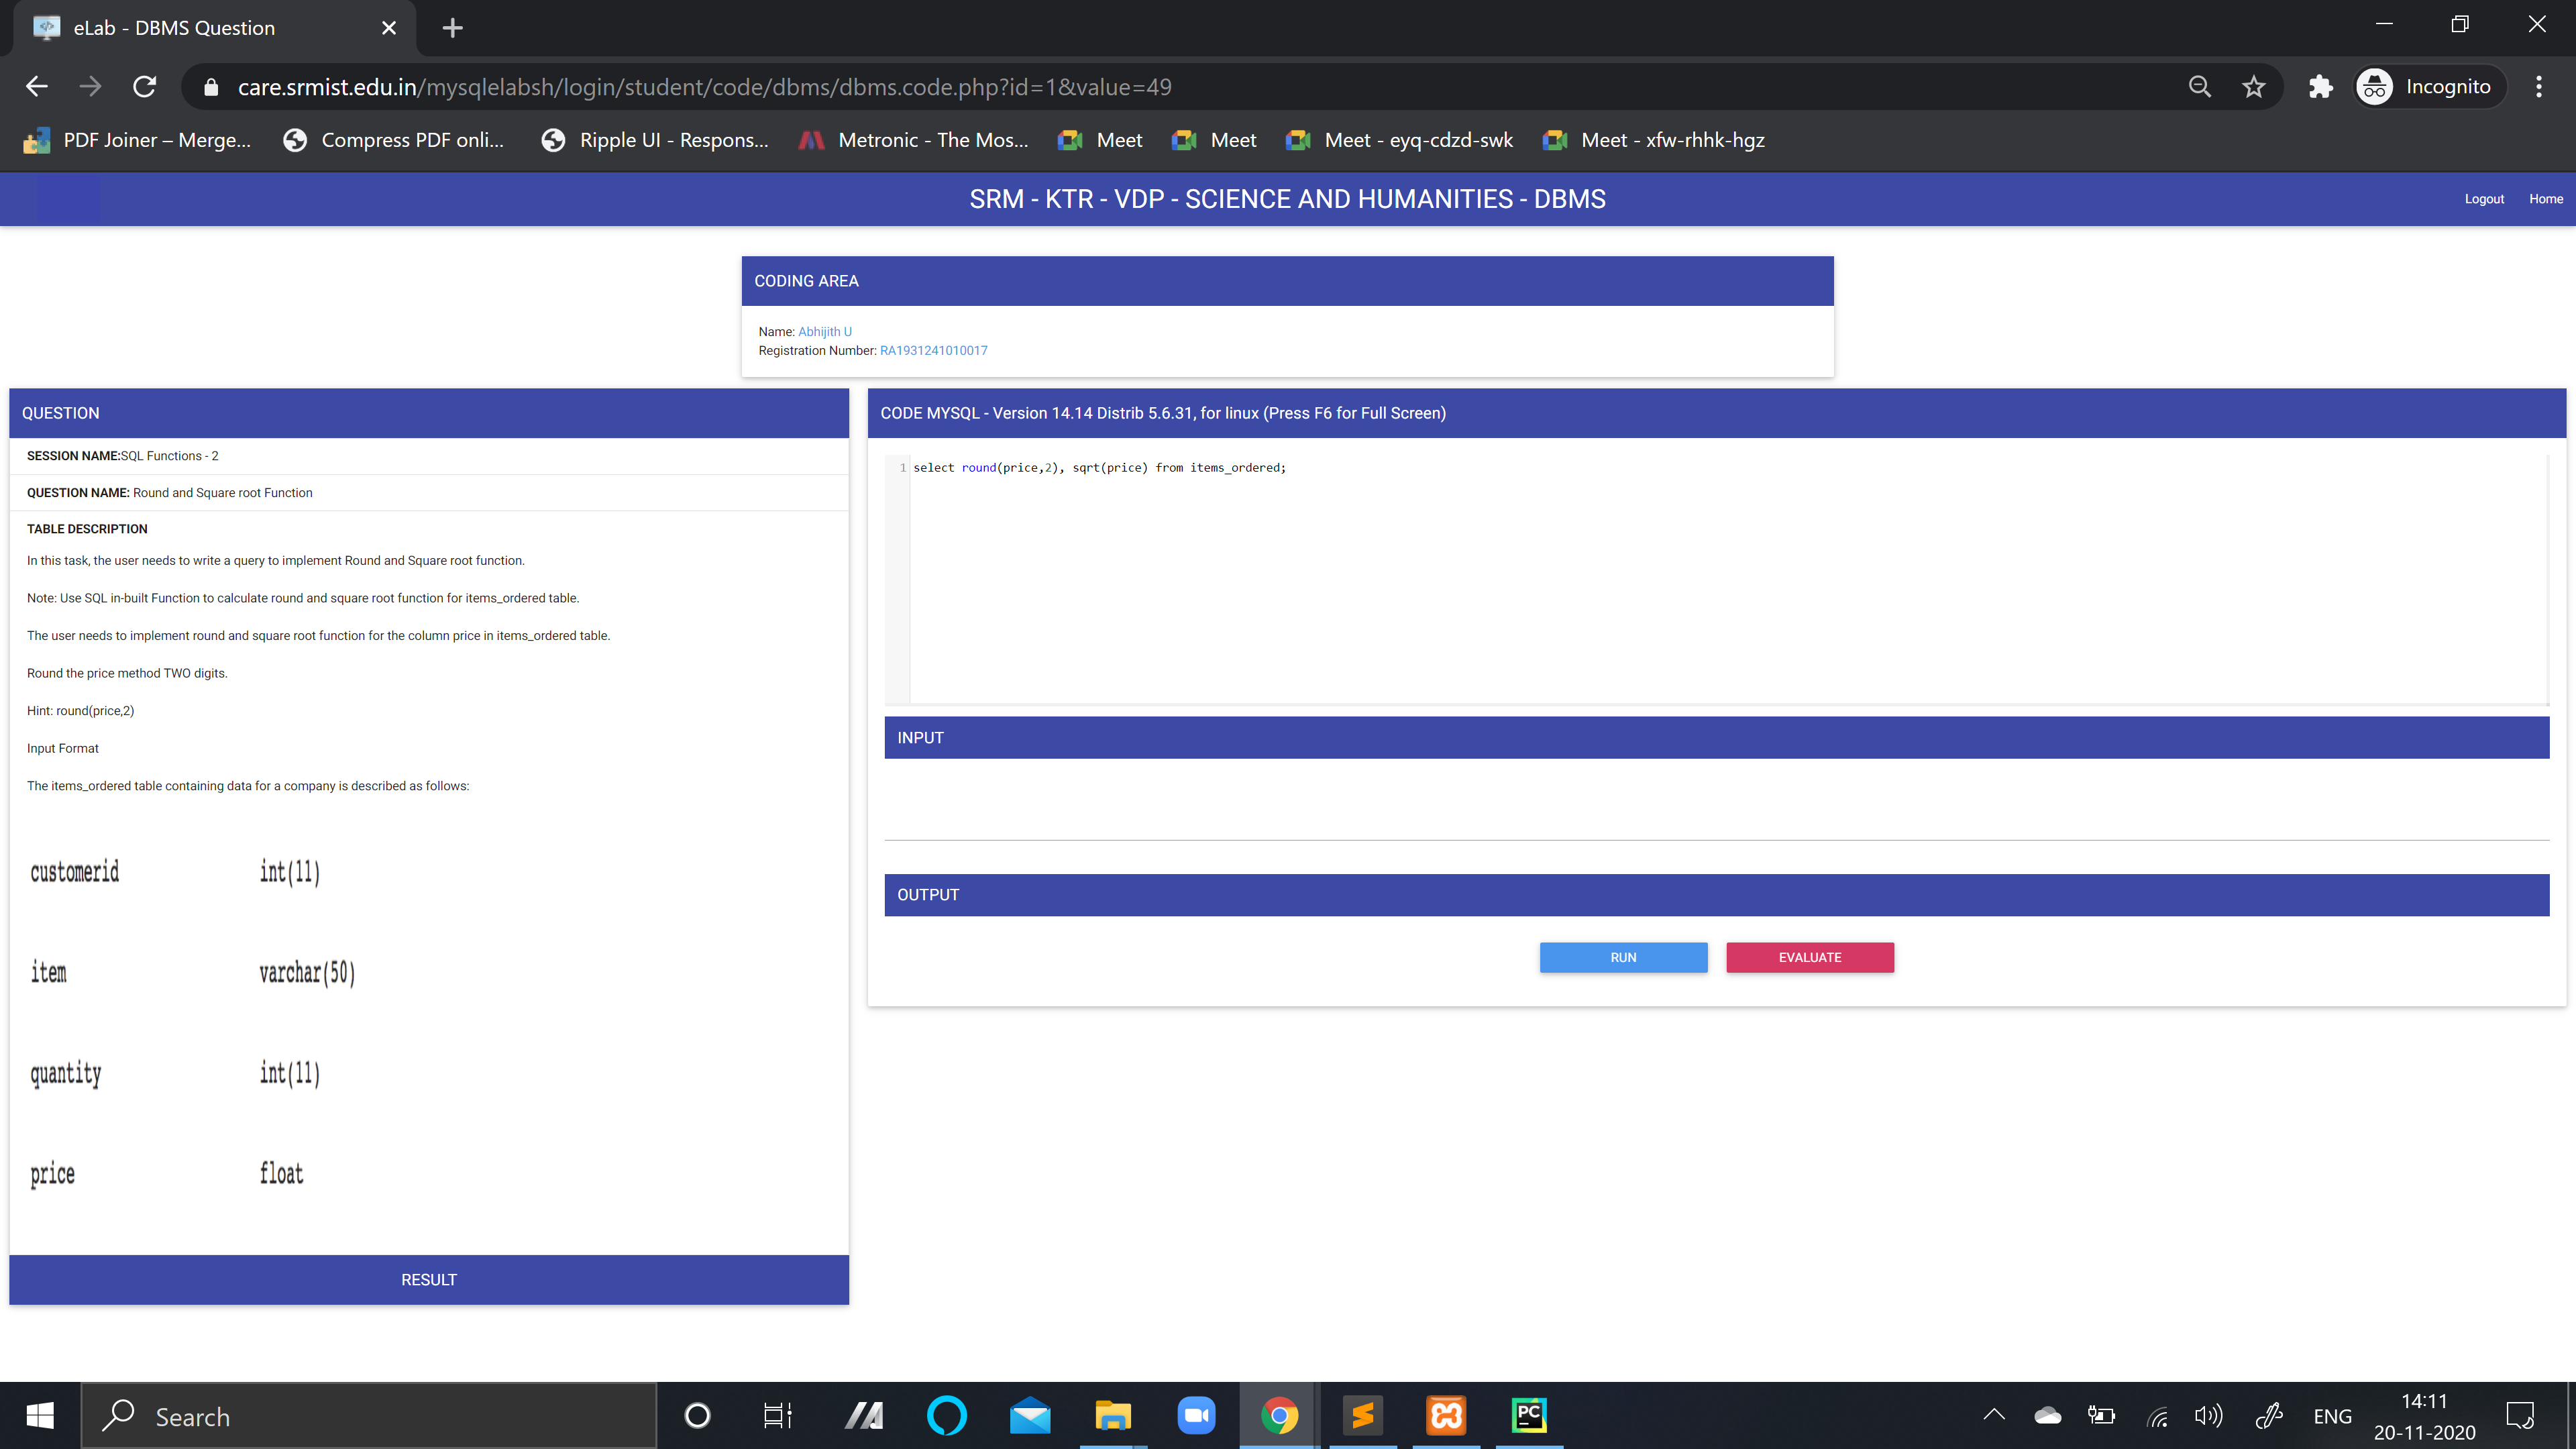 eLab - DBMS Question
care.srmist.edu.in/mysqlelabsh/login/student/code/dbms/dbms.code.php?id=1&value=49
Incognito
PDF Joiner – Merge...
Compress PDF onli...
Ripple UI - Respons...
Metronic - The Mos...
Meet
Meet
Meet - eyq-cdzd-swk
Meet - xfw-rhhk-hgz
SRM - KTR - VDP - SCIENCE AND HUMANITIES - DBMS
Logout
Home
CODING AREA
Name: Abhijith U
Registration Number: RA1931241010017
QUESTION
SESSION NAME:SQL Functions - 2
QUESTION NAME: Round and Square root Function
TABLE DESCRIPTION
In this task, the user needs to write a query to implement Round and Square root function.
Note: Use SQL in-built Function to calculate round and square root function for items_ordered table.
The user needs to implement round and square root function for the column price in items_ordered table.
Round the price method TWO digits.
Hint: round(price,2)
Input Format
The items_ordered table containing data for a company is described as follows:
customerid int(11)
item varchar(50)
quantity int(11)
price float
RESULT
CODE MYSQL - Version 14.14 Distrib 5.6.31, for linux (Press F6 for Full Screen)
1 select round(price,2), sqrt(price) from items_ordered;
INPUT
OUTPUT
RUN
EVALUATE
Search
PC
ENG
14:11
20-11-2020